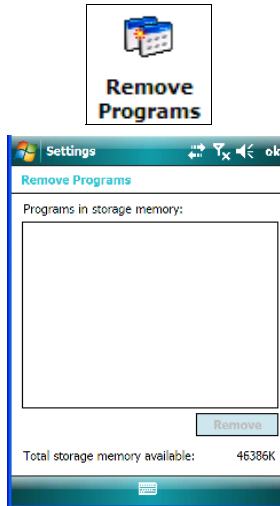 Remove
Programs
Settings ok
Remove Programs
Programs in storage memory:
Remove
Total storage memory available: 46386K